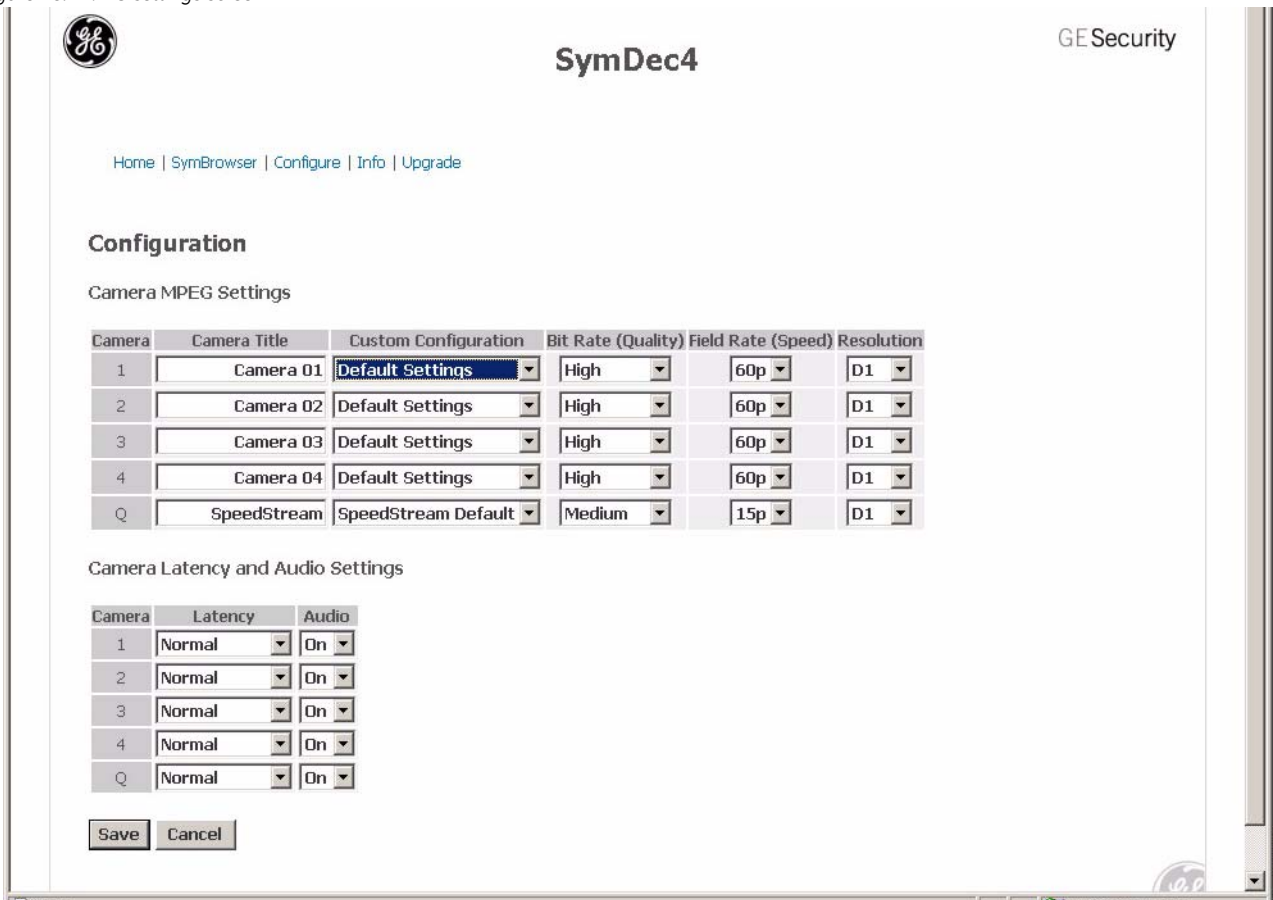 GE Security
SymDec4
Home | SymBrowser | Configure | Info | Upgrade
Configuration
Camera MPEG Settings
Camera Camera Title Custom Configuration Bit Rate (Quality) Field Rate (Speed) Resolution
1 Camera 01 Default Settings High 60p D1
2 Camera 02 Default Settings High 60p D1
3 Camera 03 Default Settings High 60p D1
4 Camera 04 Default Settings High 60p D1
Q SpeedStream SpeedStream Default Medium 15p D1
Camera Latency and Audio Settings
Camera Latency Audio
1 Normal On
2 Normal On
3 Normal On
4 Normal On
Q Normal On
Save Cancel